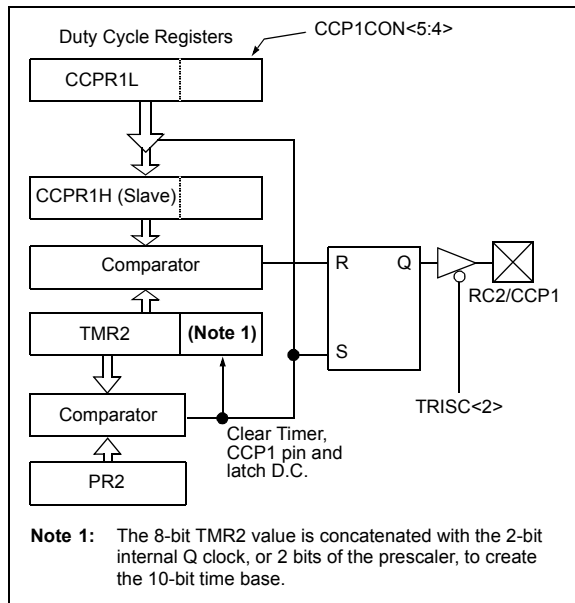 Duty Cycle Registers
CCP1CON<5:4>
CCPR1L
CCPR1H (Slave)
Comparator
R
Q
RC2/CCP1
TMR2
(Note 1)
S
TRISC<2>
Comparator
Clear Timer,
CCP1 pin and
latch D.C.
PR2
Note 1: The 8-bit TMR2 value is concatenated with the 2-bit
internal Q clock, or 2 bits of the prescaler, to create
the 10-bit time base.